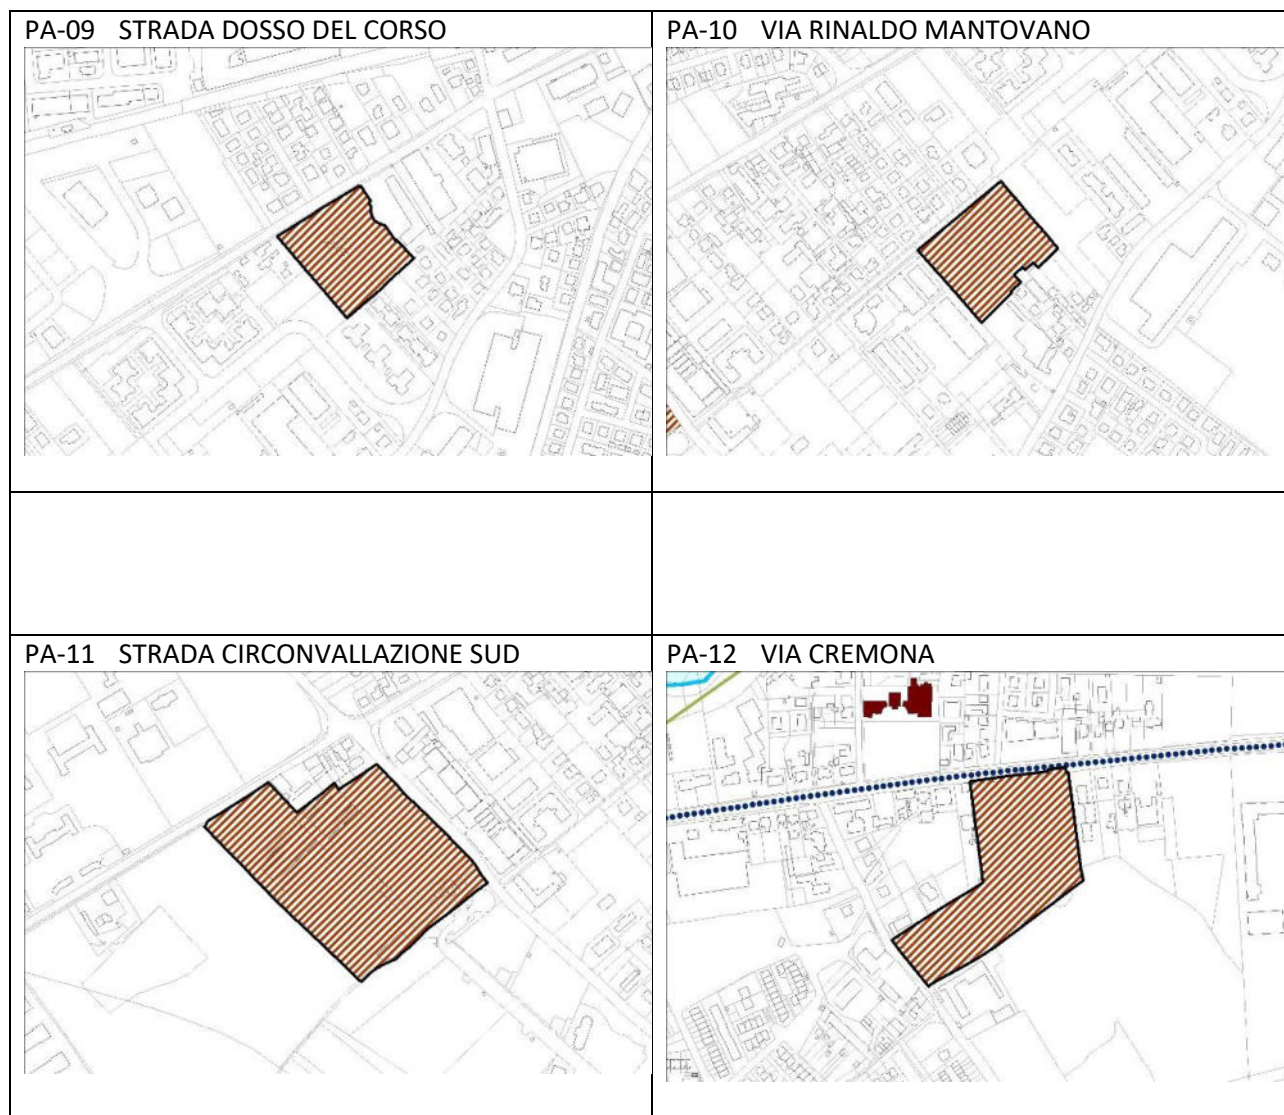 PA-09 STRADA DOSSO DEL CORSO
PA-10 VIA RINALDO MANTOVANO
PA-11 STRADA CIRCONVALLAZIONE SUD
PA-12 VIA CREMONA